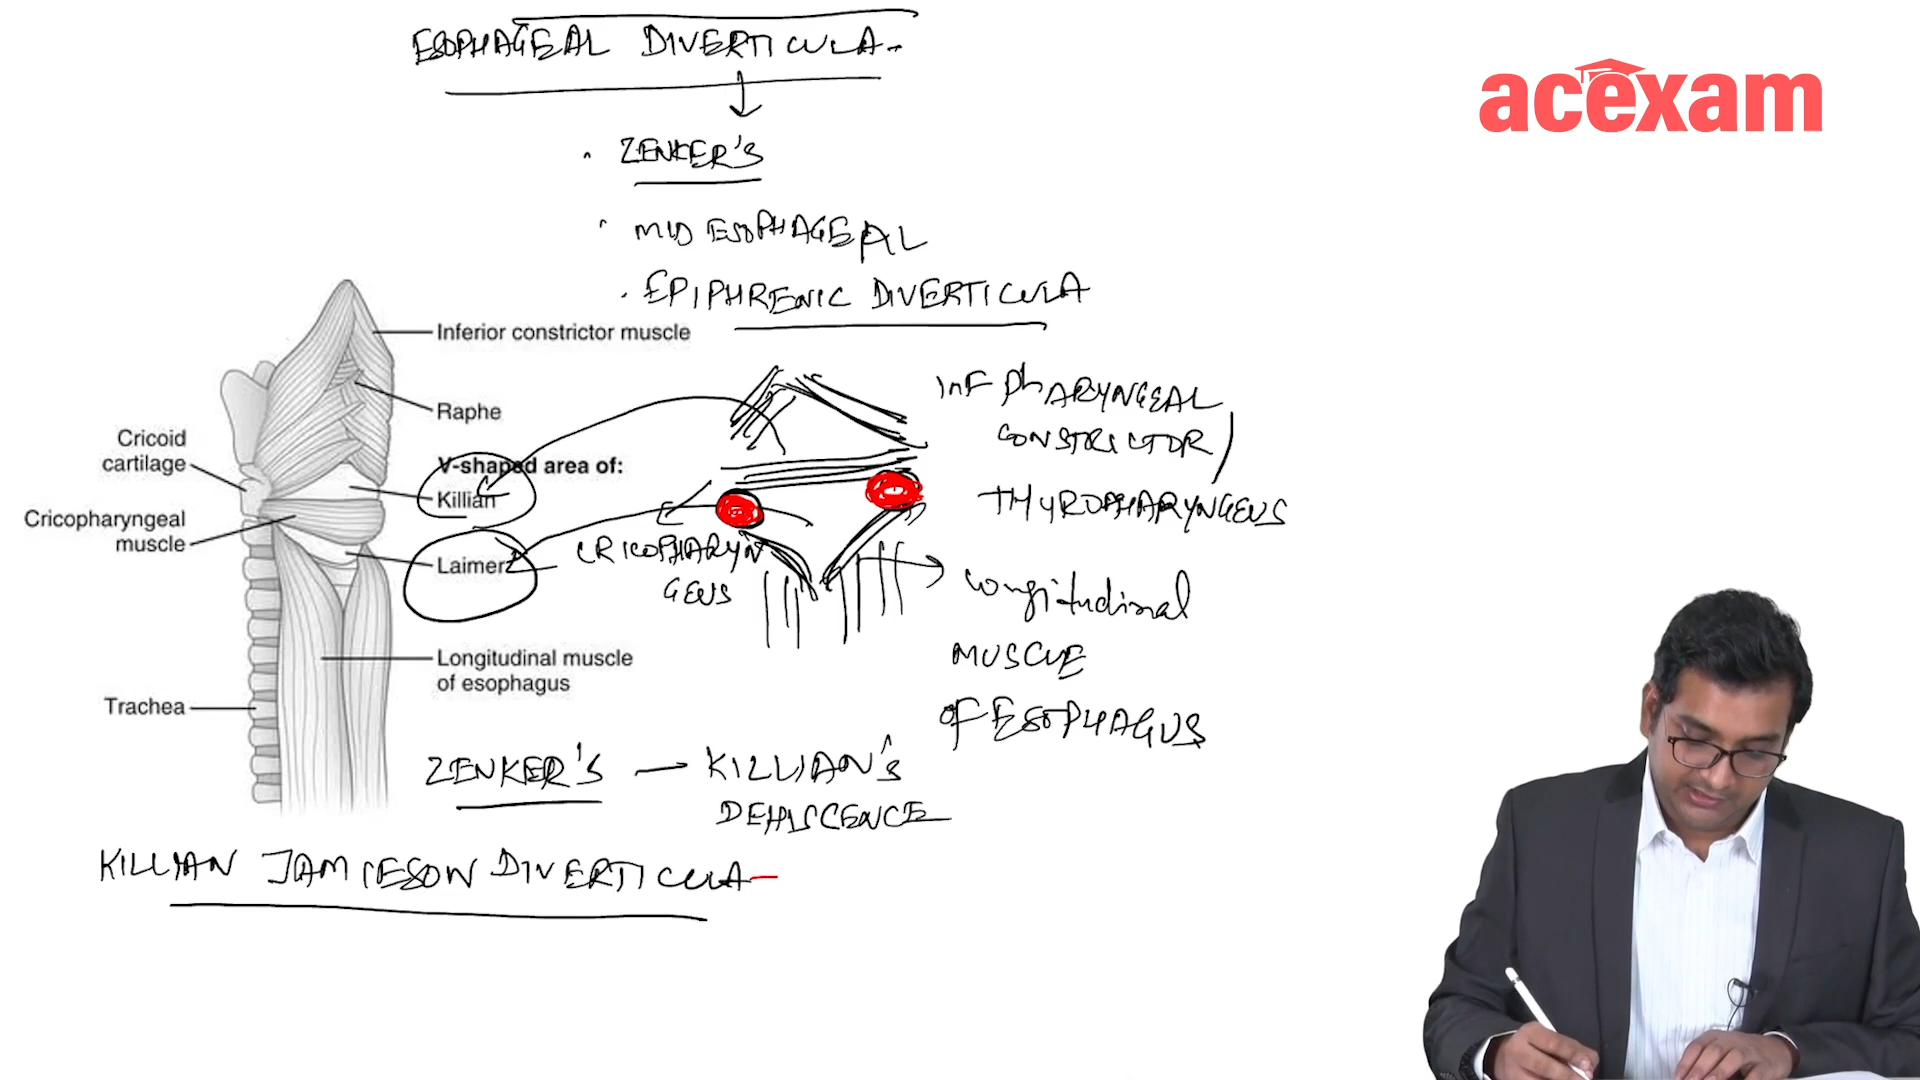 ESOPHAGEAL DIVERTICULA
acexam
ZENKER'S
MID ESOPHAGEAL
EPIPHRENIC DIVERTICULA
Inferior constrictor muscle
Raphe
Cricoid
cartilage
V-shaped area of:
Killian
Cricopharyngeal
muscle
Laimer
Longitudinal muscle
of esophagus
Trachea
INF PhARYNGEAL
CONSTRICTOR/
THYROPHARYNGEUS
CRICOPHARYN
GEUS
Longitudinal
MUSCLE
OF ESOPHAGUS
ZENKER'S — KILLIAN'S
DEHISCENCE
KILLIAN JAMIESON DIVERTICULA-